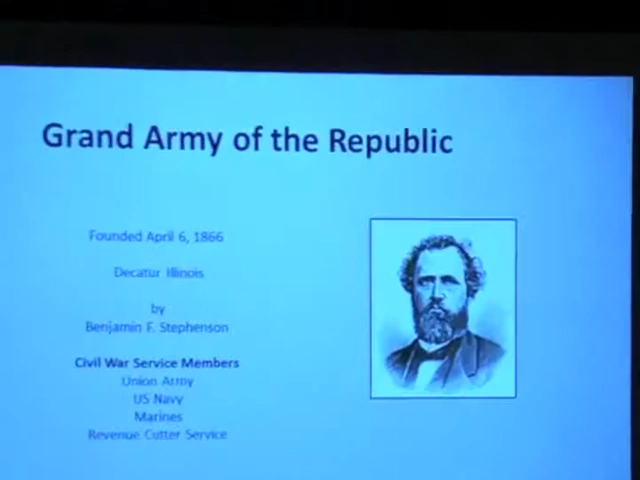 Grand Army of the Republic
Founded April 6, 1866
Decatur Illinois
by
Benjamin F. Stephenson
Civil War Service Members
Union Army
US Navy
Marines
Revenue Cutter Service